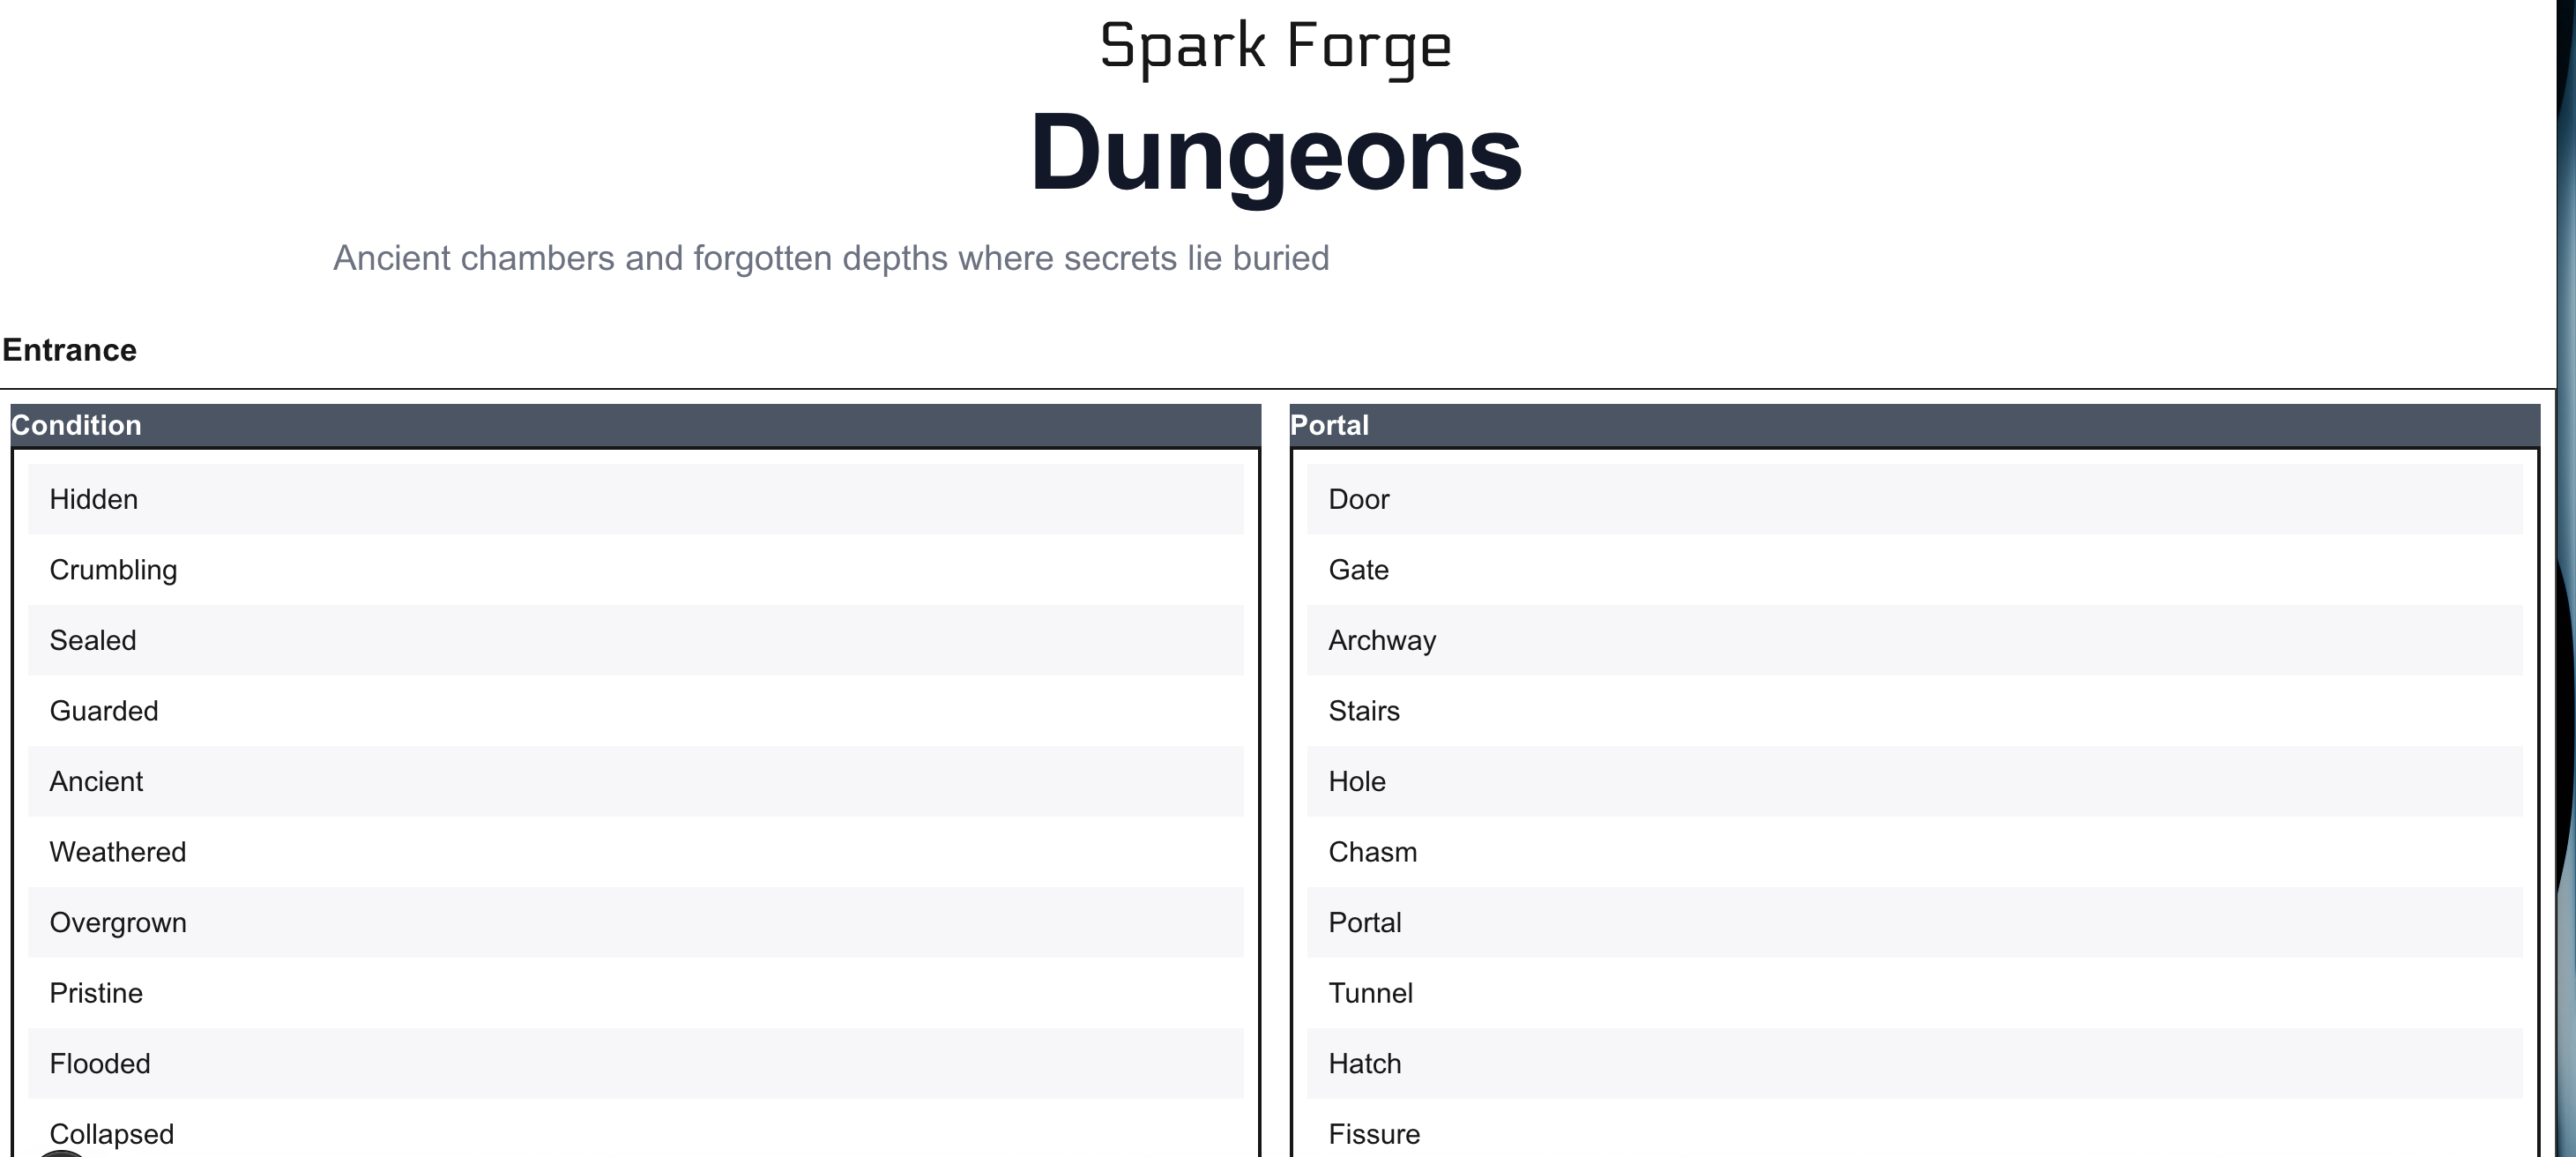 Spark Forge
Dungeons
Ancient chambers and forgotten depths where secrets lie buried
Entrance
Condition
Hidden
Crumbling
Sealed
Guarded
Ancient
Weathered
Overgrown
Pristine
Flooded
Collapsed
Portal
Door
Gate
Archway
Stairs
Hole
Chasm
Portal
Tunnel
Hatch
Fissure